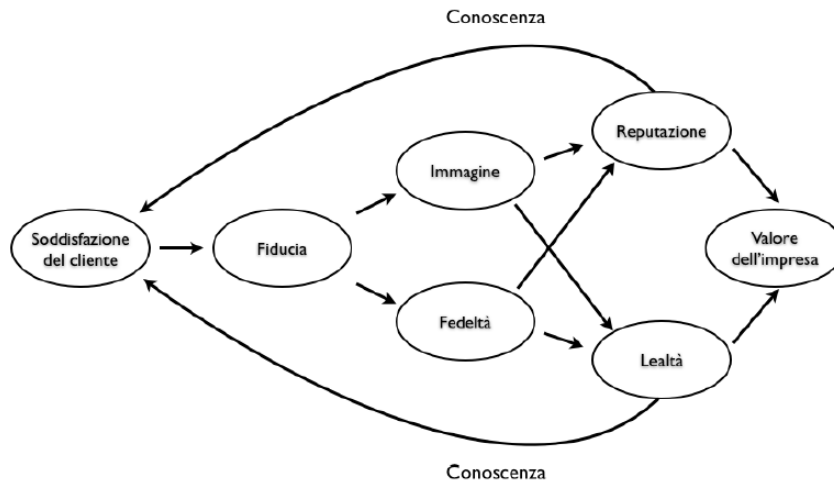 Conoscenza
Reputazione
Immagine
Soddisfazione
del cliente
Fiducia
Valore
dell'impresa
Fedeltà
Lealtà
Conoscenza